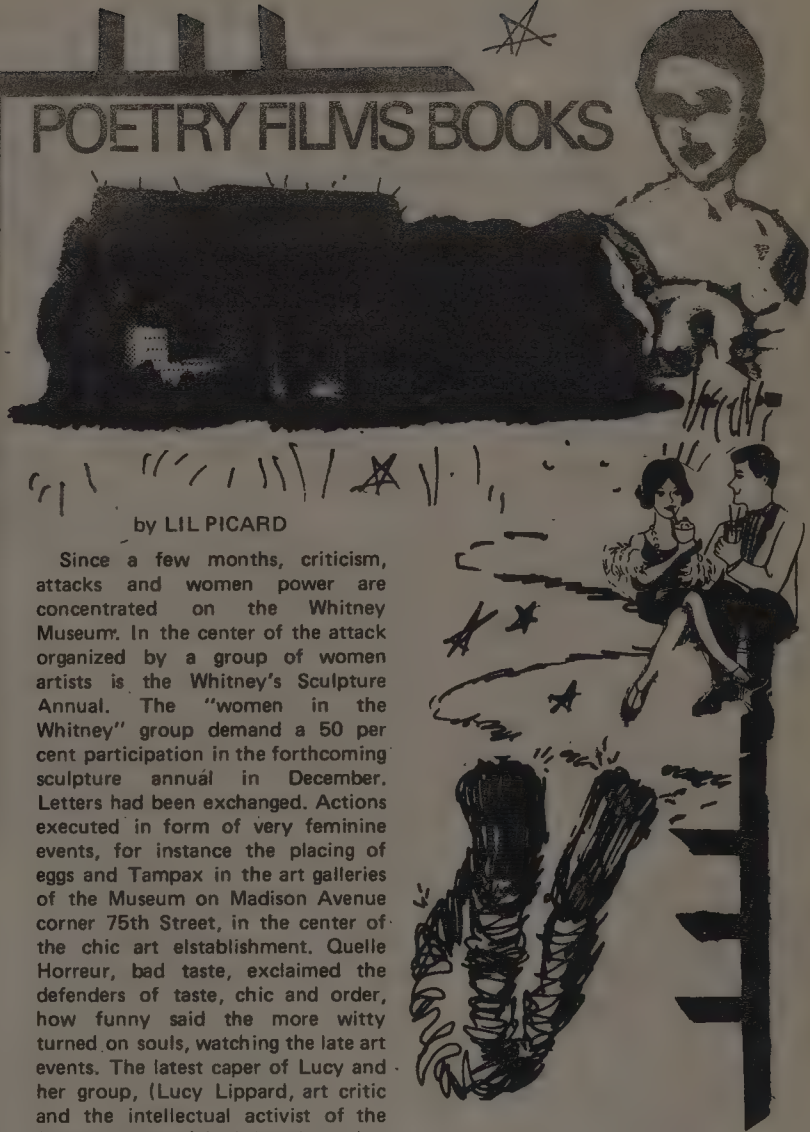 POETRY FILMS BOOKS
by LIL PICARD
Since a few months, criticism,
attacks and women power are
concentrated on the Whitney
Museum. In the center of the attack
organized by a group of women
artists is the Whitney's Sculpture
Annual. The "women in the
Whitney" group demand a 50 per
cent participation in the forthcoming
sculpture annual in December.
Letters had been exchanged. Actions
executed in form of very feminine
events, for instance the placing of
eggs and Tampax in the art galleries
of the Museum on Madison Avenue
corner 75th Street, in the center of
the chic art elstablishment. Quelle
Horreur, bad taste, exclaimed the
defenders of taste, chic and order,
how funny said the more witty
turned on souls, watching the late art
events. The latest caper of Lucy and
her group, (Lucy Lippard, art critic
and the intellectual activist of the